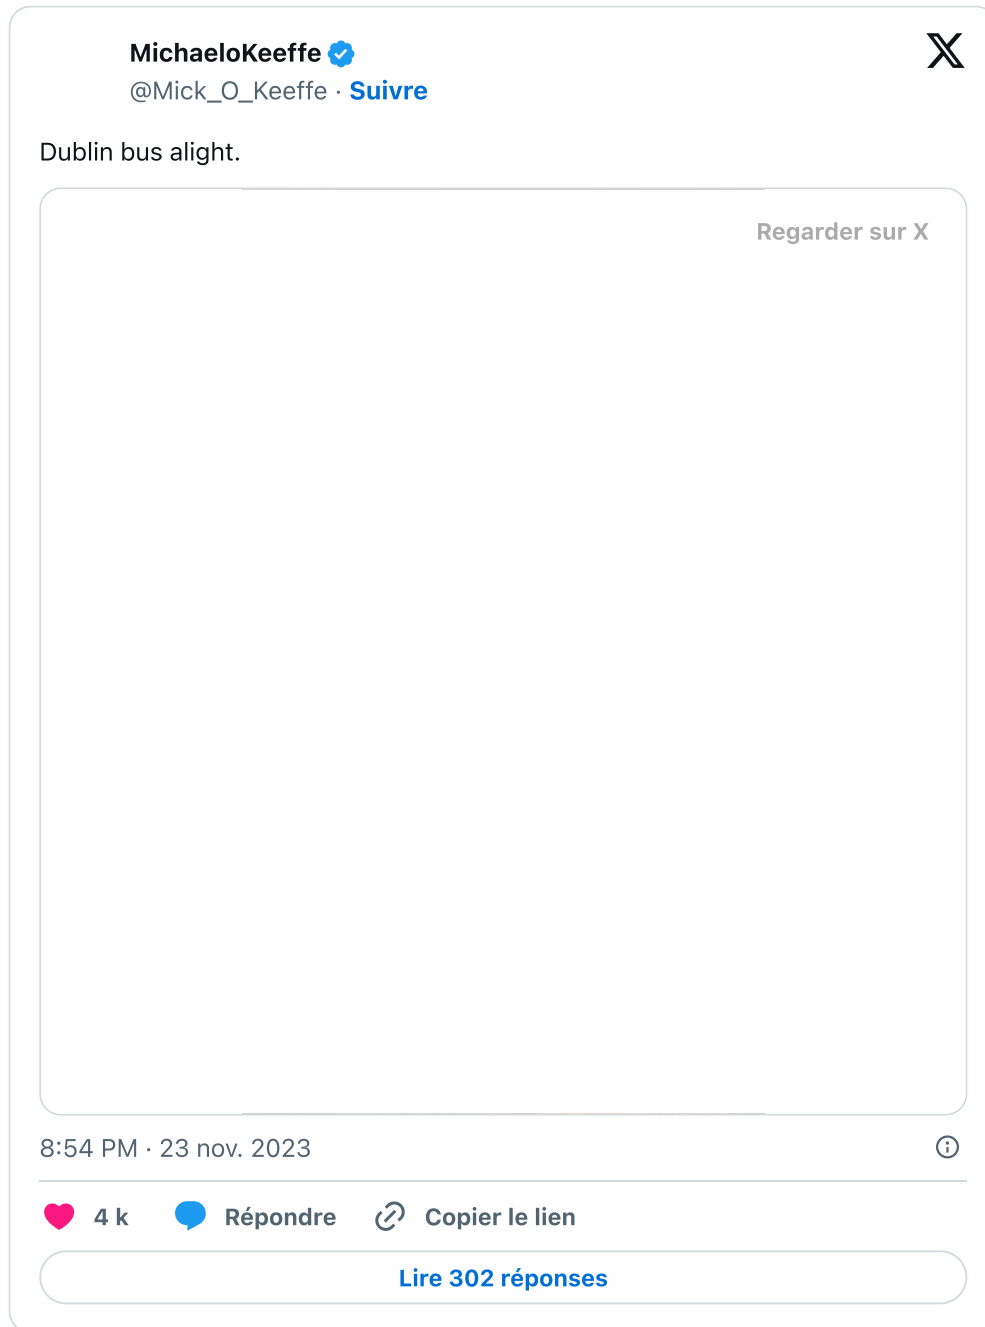 MichaeloKeeffe
@Mick_O_Keeffe · Suivre
Dublin bus alight.
Regarder sur X
8:54 PM · 23 nov. 2023
4 k Répondre Copier le lien
Lire 302 réponses